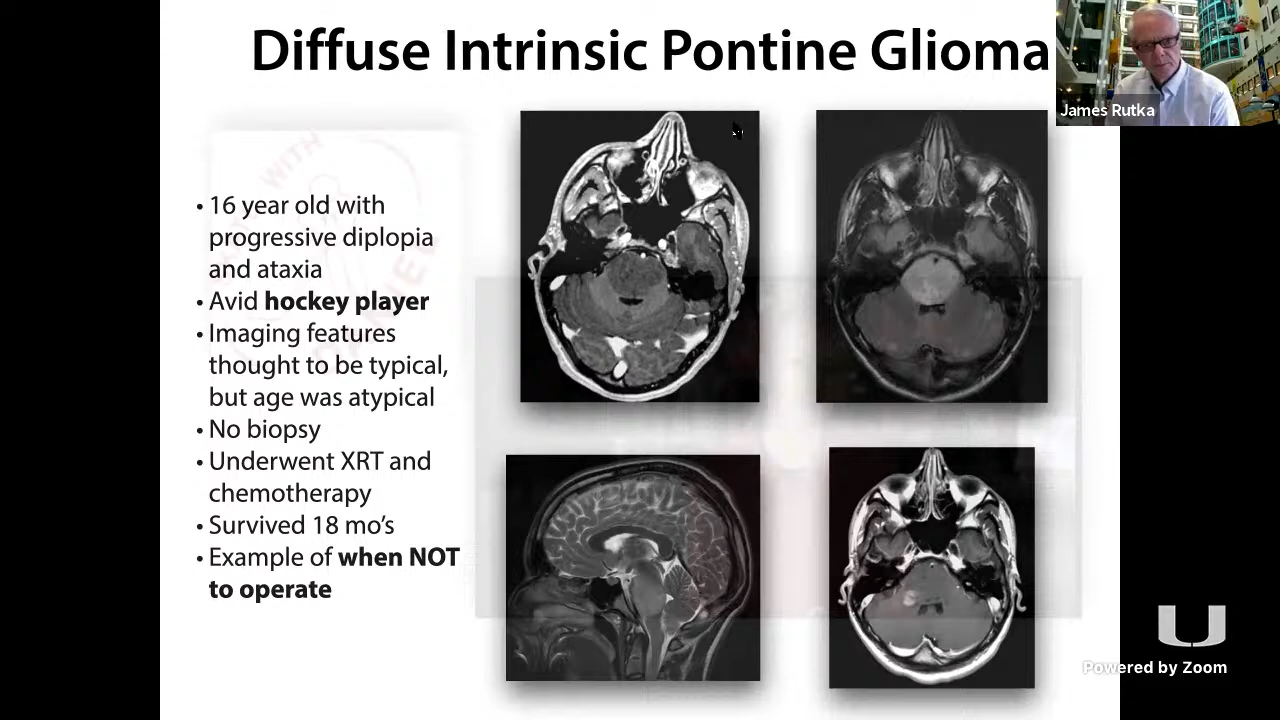 Diffuse Intrinsic Pontine Glioma
James Rutka
• 16 year old with
progressive diplopia
and ataxia
• Avid hockey player
• Imaging features
thought to be typical,
but age was atypical
• No biopsy
• Underwent XRT and
chemotherapy
• Survived 18 mo's
• Example of when NOT
to operate
U
Powered by Zoom